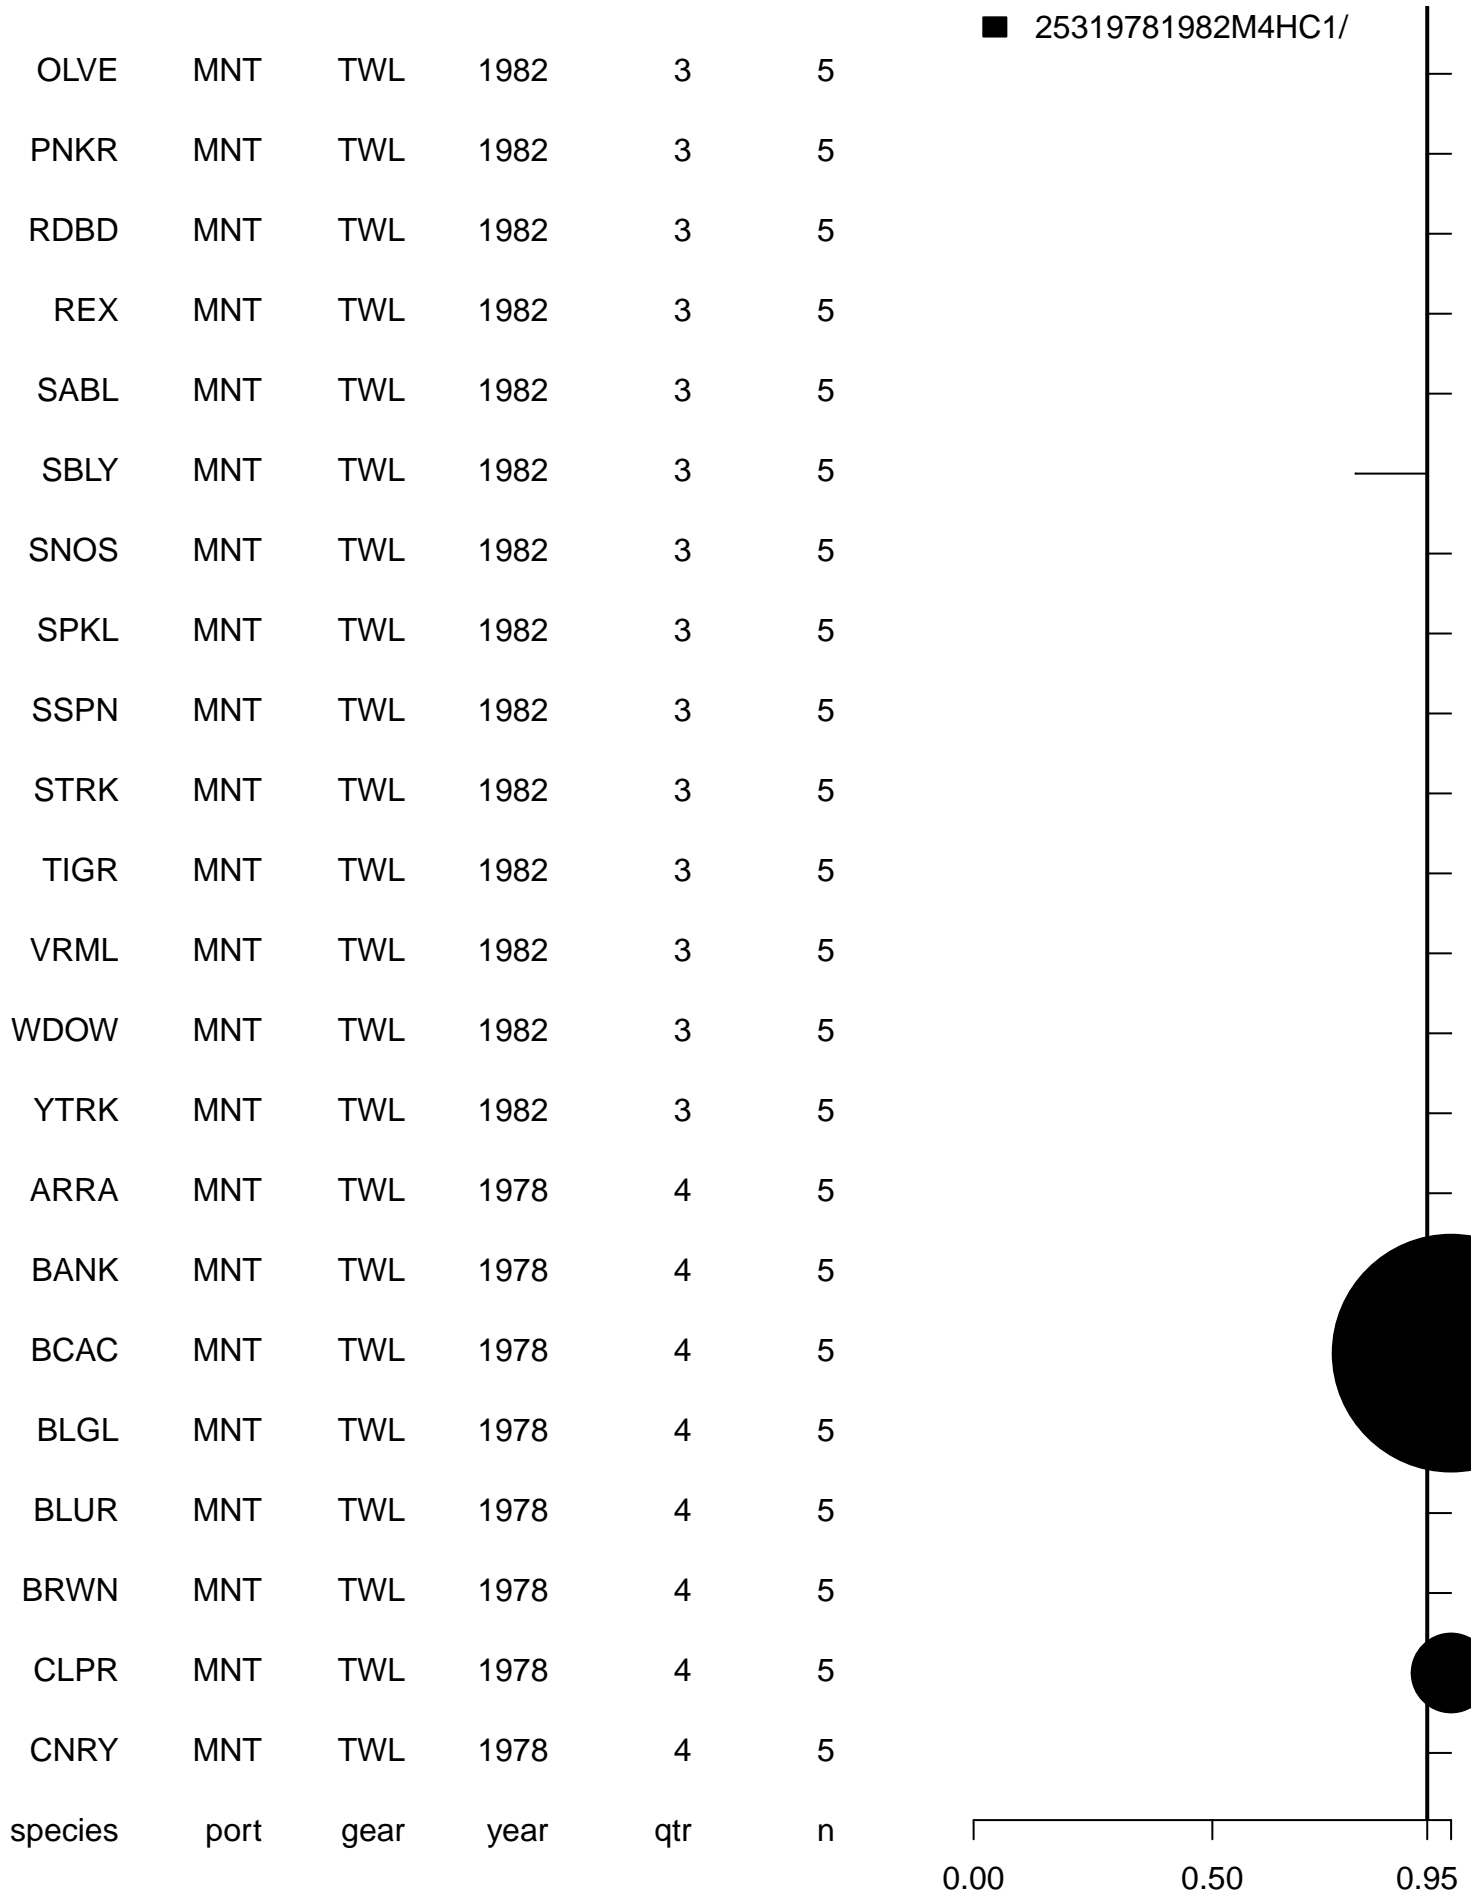 25319781982M4HC1/
OLVE MNT TWL 1982 3 5
PNKR MNT TWL 1982 3 5
RDBD MNT TWL 1982 3 5
REX MNT TWL 1982 3 5
SABL MNT TWL 1982 3 5
SBLY MNT TWL 1982 3 5
SNOS MNT TWL 1982 3 5
SPKL MNT TWL 1982 3 5
SSPN MNT TWL 1982 3 5
STRK MNT TWL 1982 3 5
TIGR MNT TWL 1982 3 5
VRML MNT TWL 1982 3 5
WDOW MNT TWL 1982 3 5
YTRK MNT TWL 1982 3 5
ARRA MNT TWL 1978 4 5
BANK MNT TWL 1978 4 5
BCAC MNT TWL 1978 4 5
BLGL MNT TWL 1978 4 5
BLUR MNT TWL 1978 4 5
BRWN MNT TWL 1978 4 5
CLPR MNT TWL 1978 4 5
CNRY MNT TWL 1978 4 5
species port gear year qtr n
0.00 0.50 0.95